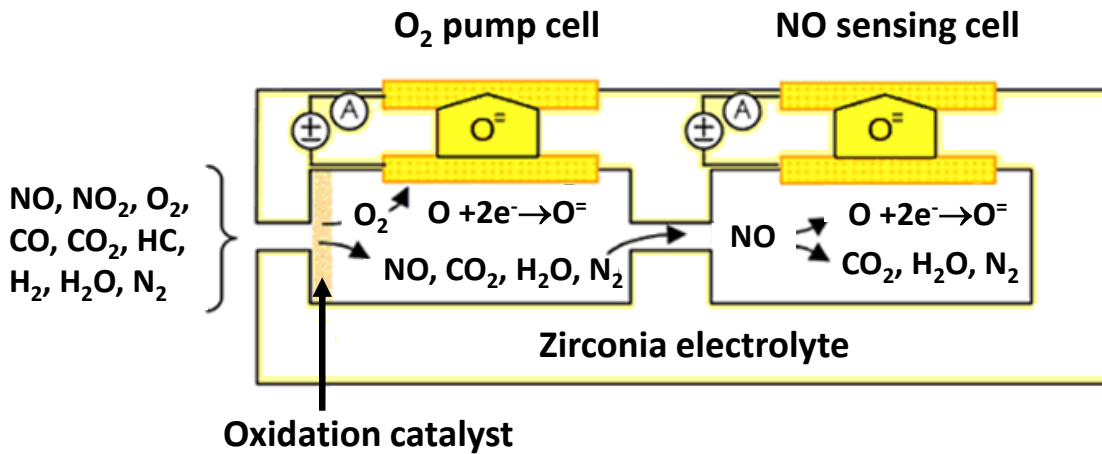 O₂ pump cell
NO sensing cell
A
±
O⁼
A
±
O⁼
NO, NO₂, O₂,
CO, CO₂, HC,
H₂, H₂O, N₂
O₂
O +2e⁻→O⁼
NO, CO₂, H₂O, N₂
NO
O +2e⁻→O⁼
CO₂, H₂O, N₂
Zirconia electrolyte
Oxidation catalyst